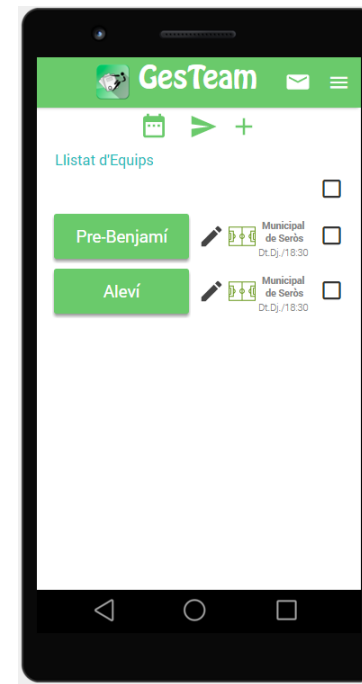 GesTeam
Llistat d'Equips
Pre-Benjamí
Municipal
de Seròs
Dt.Dj./18:30
Aleví
Municipal
de Seròs
Dt.Dj./18:30